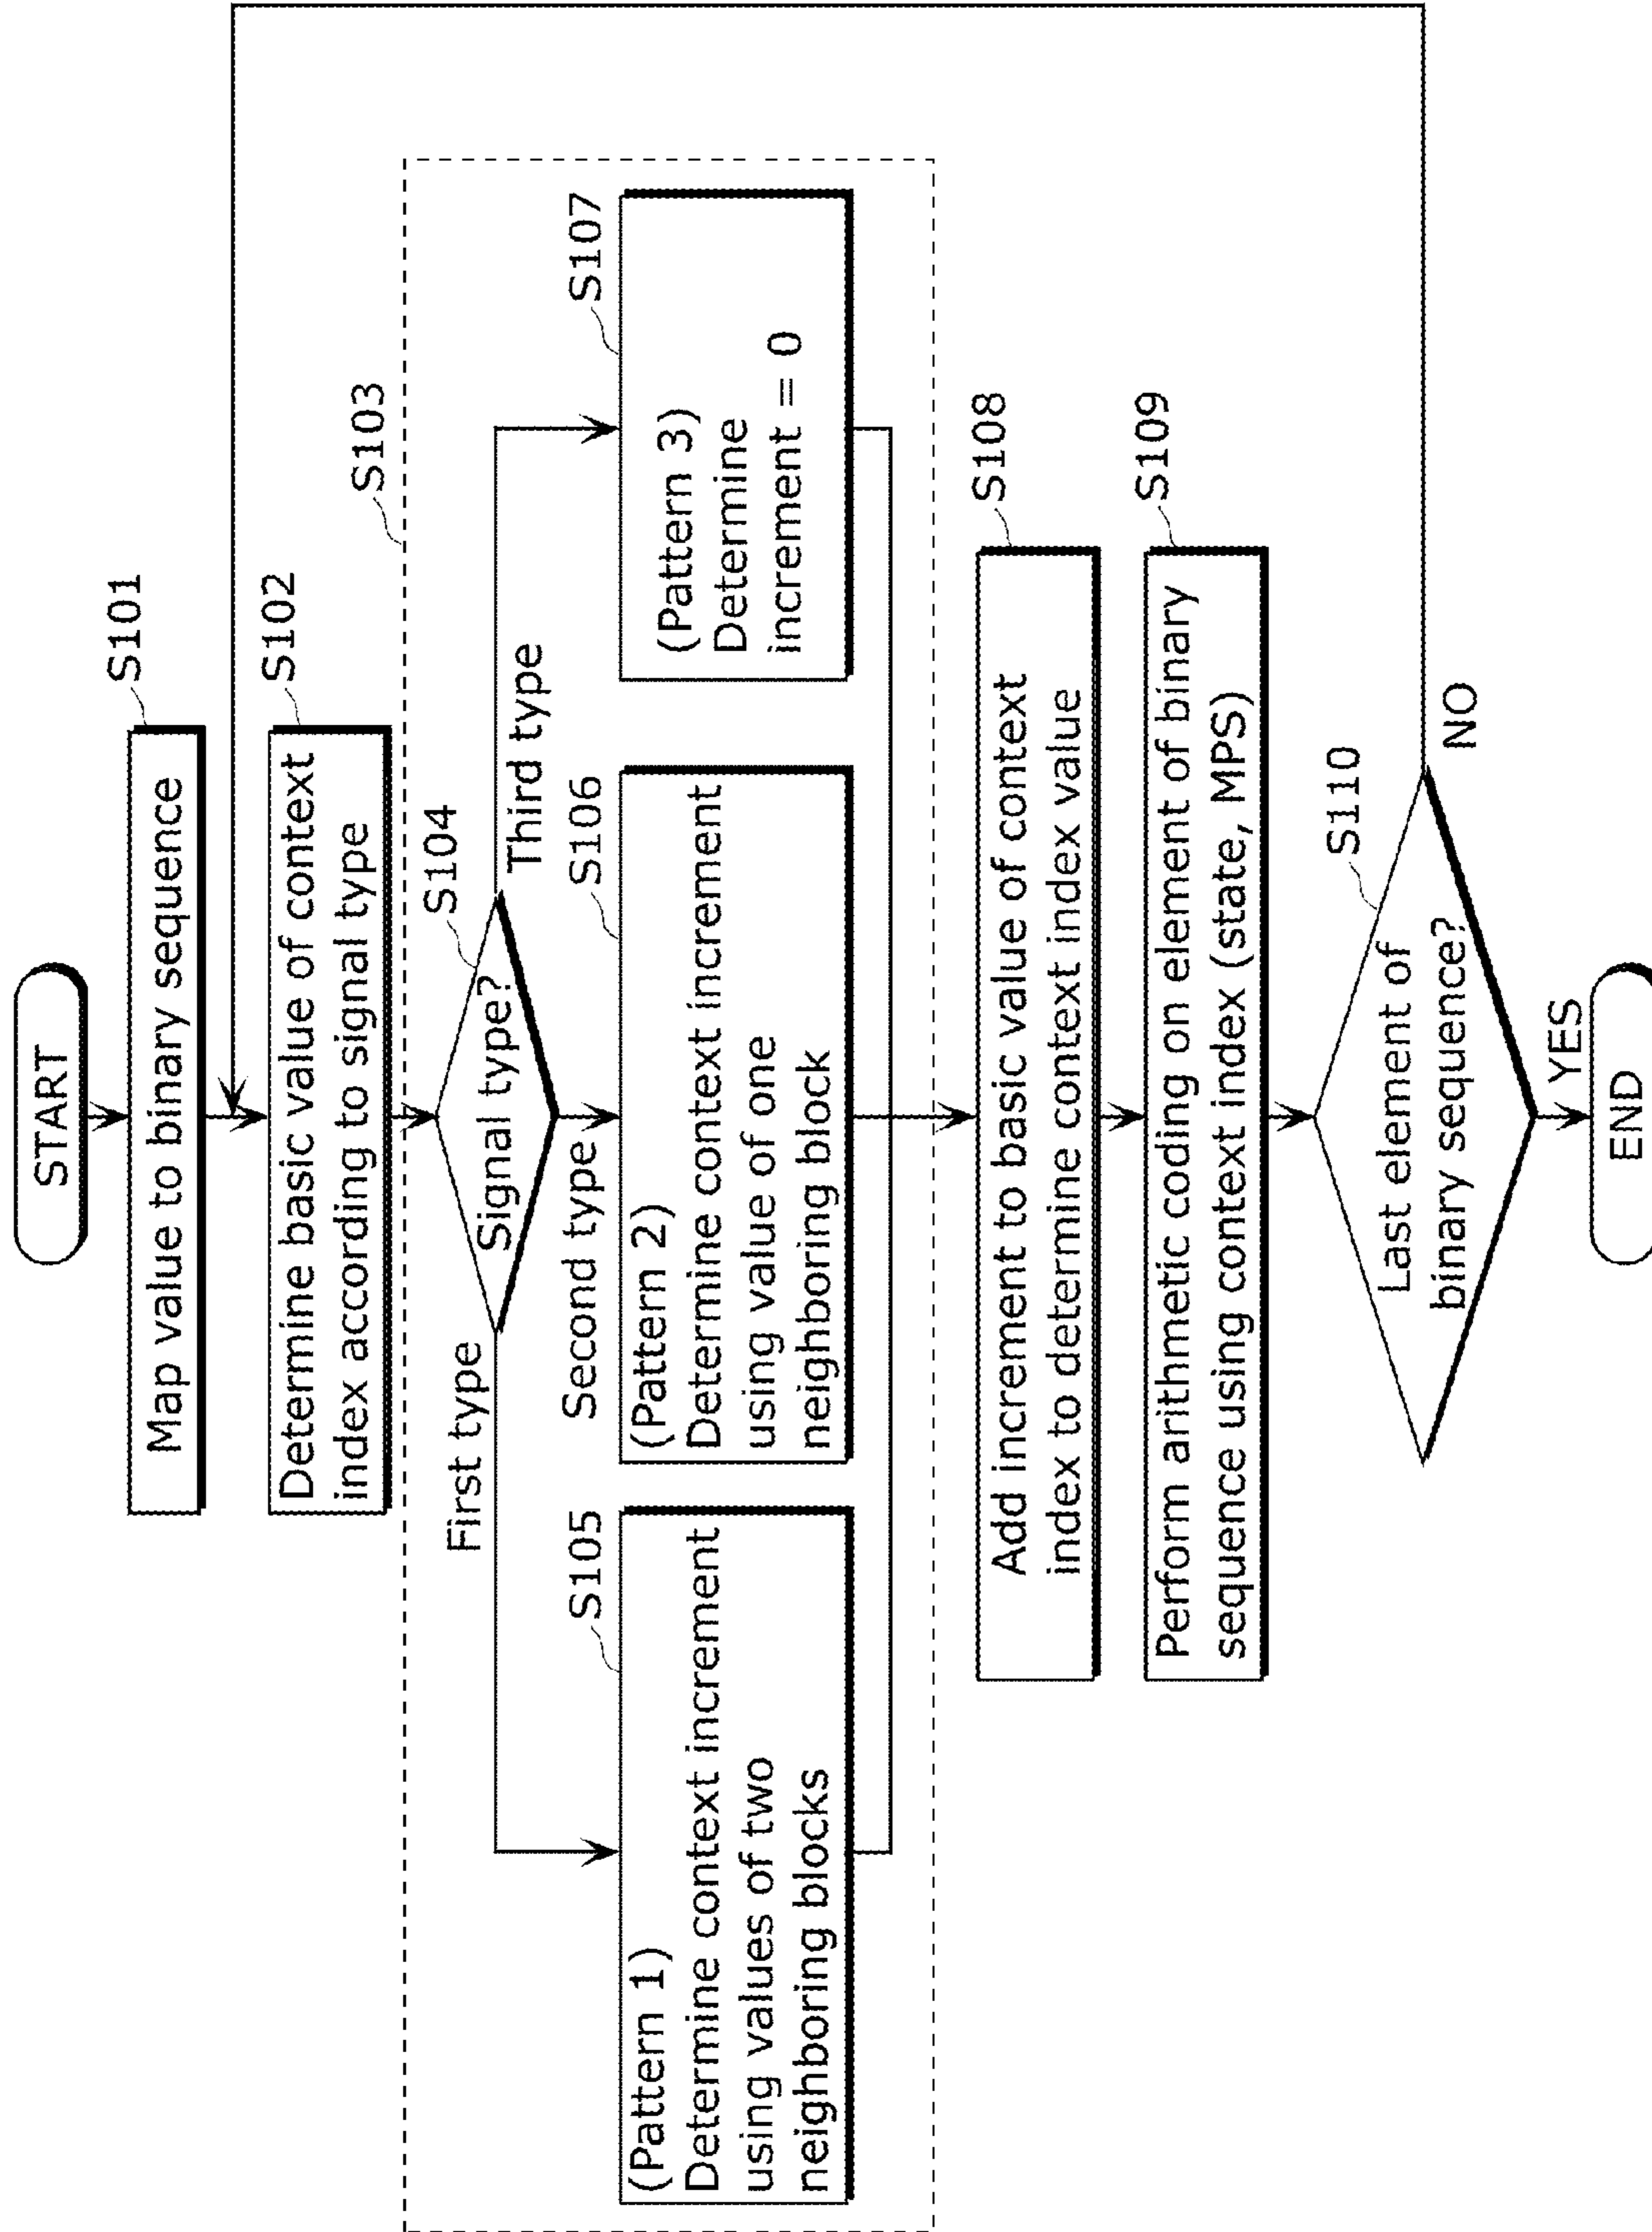 START
S101
Map value to binary sequence
S102
Determine basic value of context
index according to signal type
S103
S104
Signal type?
First type
Second type
Third type
S105
(Pattern 1)
Determine context increment
using values of two
neighboring blocks
S106
(Pattern 2)
Determine context increment
using value of one
neighboring block
S107
(Pattern 3)
Determine
increment = 0
S108
Add increment to basic value of context
index to determine context index value
S109
Perform arithmetic coding on element of binary
sequence using context index (state, MPS)
S110
Last element of
binary sequence?
NO
YES
END